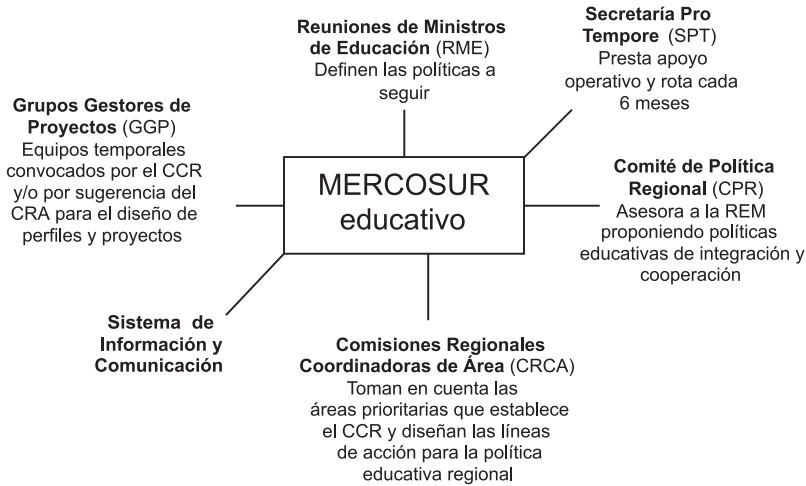 Reuniones de Ministros
de Educación (RME)
Definen las políticas a
seguir
Secretaría Pro
Tempore (SPT)
Presta apoyo
operativo y rota cada
6 meses
Grupos Gestores de
Proyectos (GGP)
Equipos temporales
convocados por el CCR
y/o por sugerencia del
CRA para el diseño de
perfiles y proyectos
MERCOSUR
educativo
Comité de Política
Regional (CPR)
Asesora a la REM
proponiendo políticas
educativas de integración y
cooperación
Sistema de
Información y
Comunicación
Comisiones Regionales
Coordinadoras de Área (CRCA)
Toman en cuenta las
áreas prioritarias que establece
el CCR y diseñan las líneas
de acción para la política
educativa regional